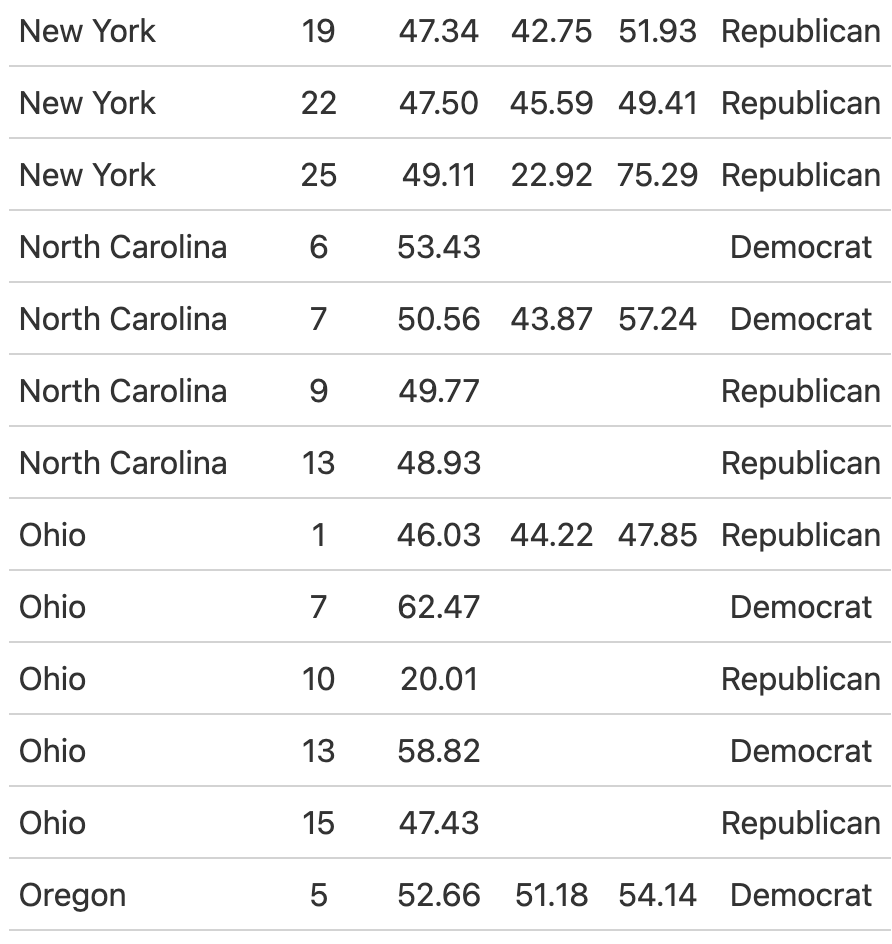 New York 19 47.34 42.75 51.93 Republican
New York 22 47.50 45.59 49.41 Republican
New York 25 49.11 22.92 75.29 Republican
North Carolina 6 53.43 Democrat
North Carolina 7 50.56 43.87 57.24 Democrat
North Carolina 9 49.77 Republican
North Carolina 13 48.93 Republican
Ohio 1 46.03 44.22 47.85 Republican
Ohio 7 62.47 Democrat
Ohio 10 20.01 Republican
Ohio 13 58.82 Democrat
Ohio 15 47.43 Republican
Oregon 5 52.66 51.18 54.14 Democrat